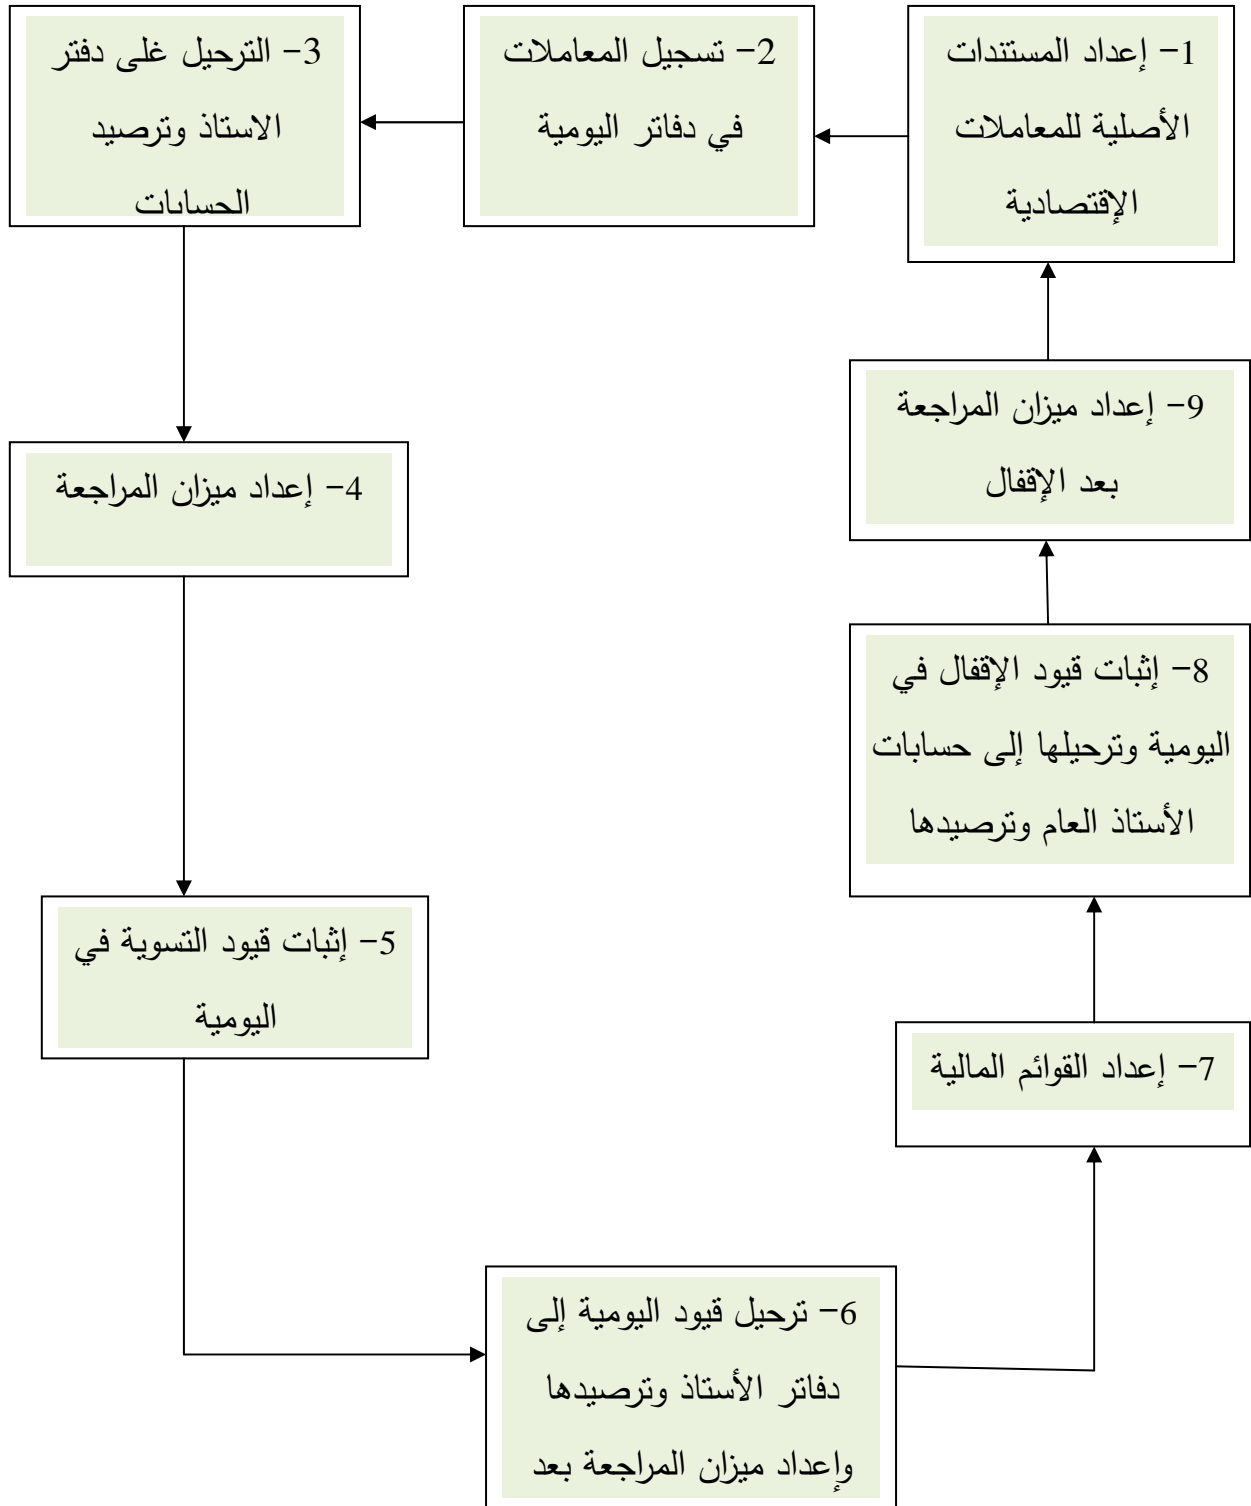 1- إعداد المستندات
الأصلية للمعاملات
الإقتصادية
2- تسجيل المعاملات
في دفاتر اليومية
3- الترحيل غلى دفتر
الاستاذ وترصيد
الحسابات
4- إعداد ميزان المراجعة
5- إثبات قيود التسوية في
اليومية
6- ترحيل قيود اليومية إلى
دفاتر الأستاذ وترصيدها
وإعداد ميزان المراجعة بعد
7- إعداد القوائم المالية
8- إثبات قيود الإقفال في
اليومية وترحيلها إلى حسابات
الأستاذ العام وترصيدها
9- إعداد ميزان المراجعة
بعد الإقفال